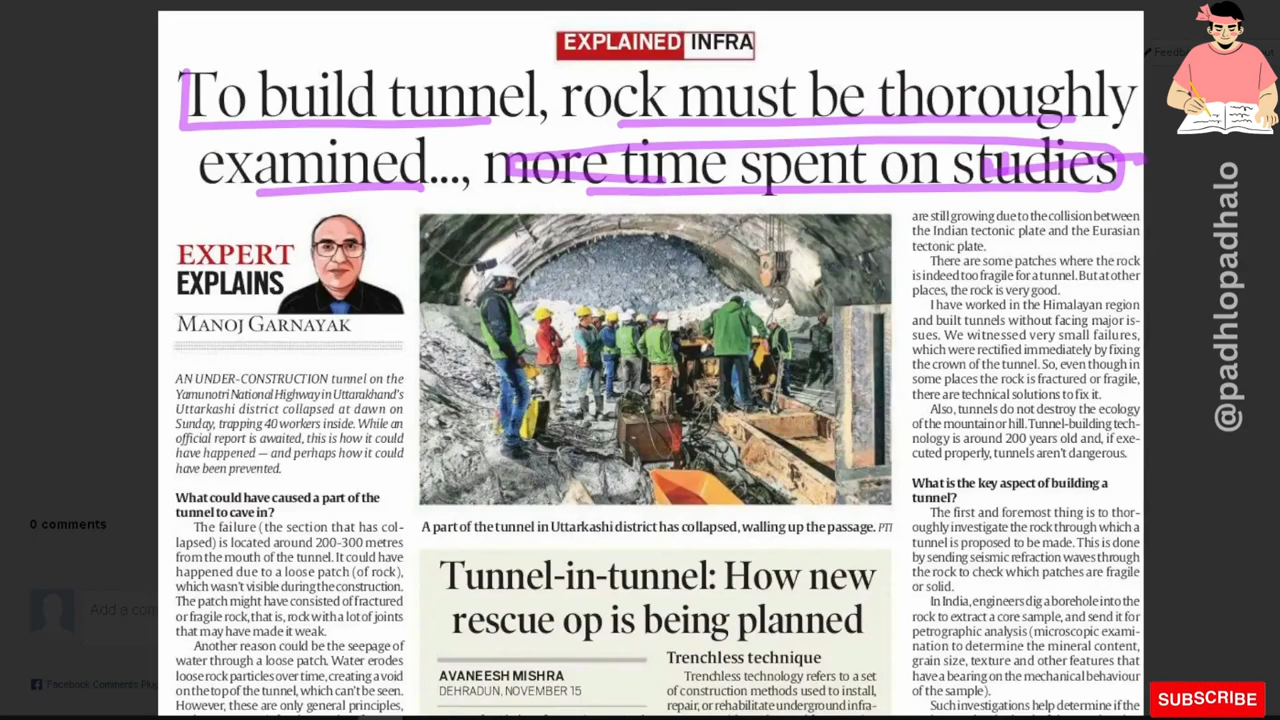 EXPLAINED INFRA
To build tunnel, rock must be thoroughly
examined..., more time spent on studies
EXPERT
EXPLAINS
MANOJ GARNAYAK
AN UNDER-CONSTRUCTION tunnel on the
Yamunotri National Highway in Uttarakhand's
Uttarkashi district collapsed at dawn on
Sunday, trapping 40 workers inside. While an
official report is awaited, this is how it could
have happened — and perhaps how it could
have been prevented.
What could have caused a part of the
tunnel to cave in?
The failure (the section that has col-
lapsed) is located around 200-300 metres
from the mouth of the tunnel. It could have
happened due to a loose patch (of rock),
which wasn't visible during the construction.
The patch might have consisted of fractured
or fragile rock, that is, rock with a lot of joints
that may have made it weak.
Another reason could be the seepage of
water through a loose patch. Water erodes
loose rock particles over time, creating a void
on the top of the tunnel, which can't be seen.
However, these are only general principles,
A part of the tunnel in Uttarkashi district has collapsed, walling up the passage. PTI
Tunnel-in-tunnel: How new
rescue op is being planned
AVANEESH MISHRA
DEHRADUN, NOVEMBER 15
Trenchless technique
Trenchless technology refers to a set
of construction methods used to install,
repair, or rehabilitate underground infra-
are still growing due to the collision between
the Indian tectonic plate and the Eurasian
tectonic plate.
There are some patches where the rock
is indeed too fragile for a tunnel. But at other
places, the rock is very good.
I have worked in the Himalayan region
and built tunnels without facing major is-
sues. We witnessed very small failures,
which were rectified immediately by fixing
the crown of the tunnel. So, even though in
some places the rock is fractured or fragile,
there are technical solutions to fix it.
Also, tunnels do not destroy the ecology
of the mountain or hill. Tunnel-building tech-
nology is around 200 years old and, if exe-
cuted properly, tunnels aren't dangerous.
What is the key aspect of building a
tunnel?
The first and foremost thing is to thor-
oughly investigate the rock through which a
tunnel is proposed to be made. This is done
by sending seismic refraction waves through
the rock to check which patches are fragile
or solid.
In India, engineers dig a borehole into the
rock to extract a core sample, and send it for
petrographic analysis (microscopic exami-
nation to determine the mineral content,
grain size, texture and other features that
have a bearing on the mechanical behaviour
of the sample).
Such investigations help determine if the
@padhlopadhalo
SUBSCRIBE
0 comments
Add a com
Facebook Comments Plug